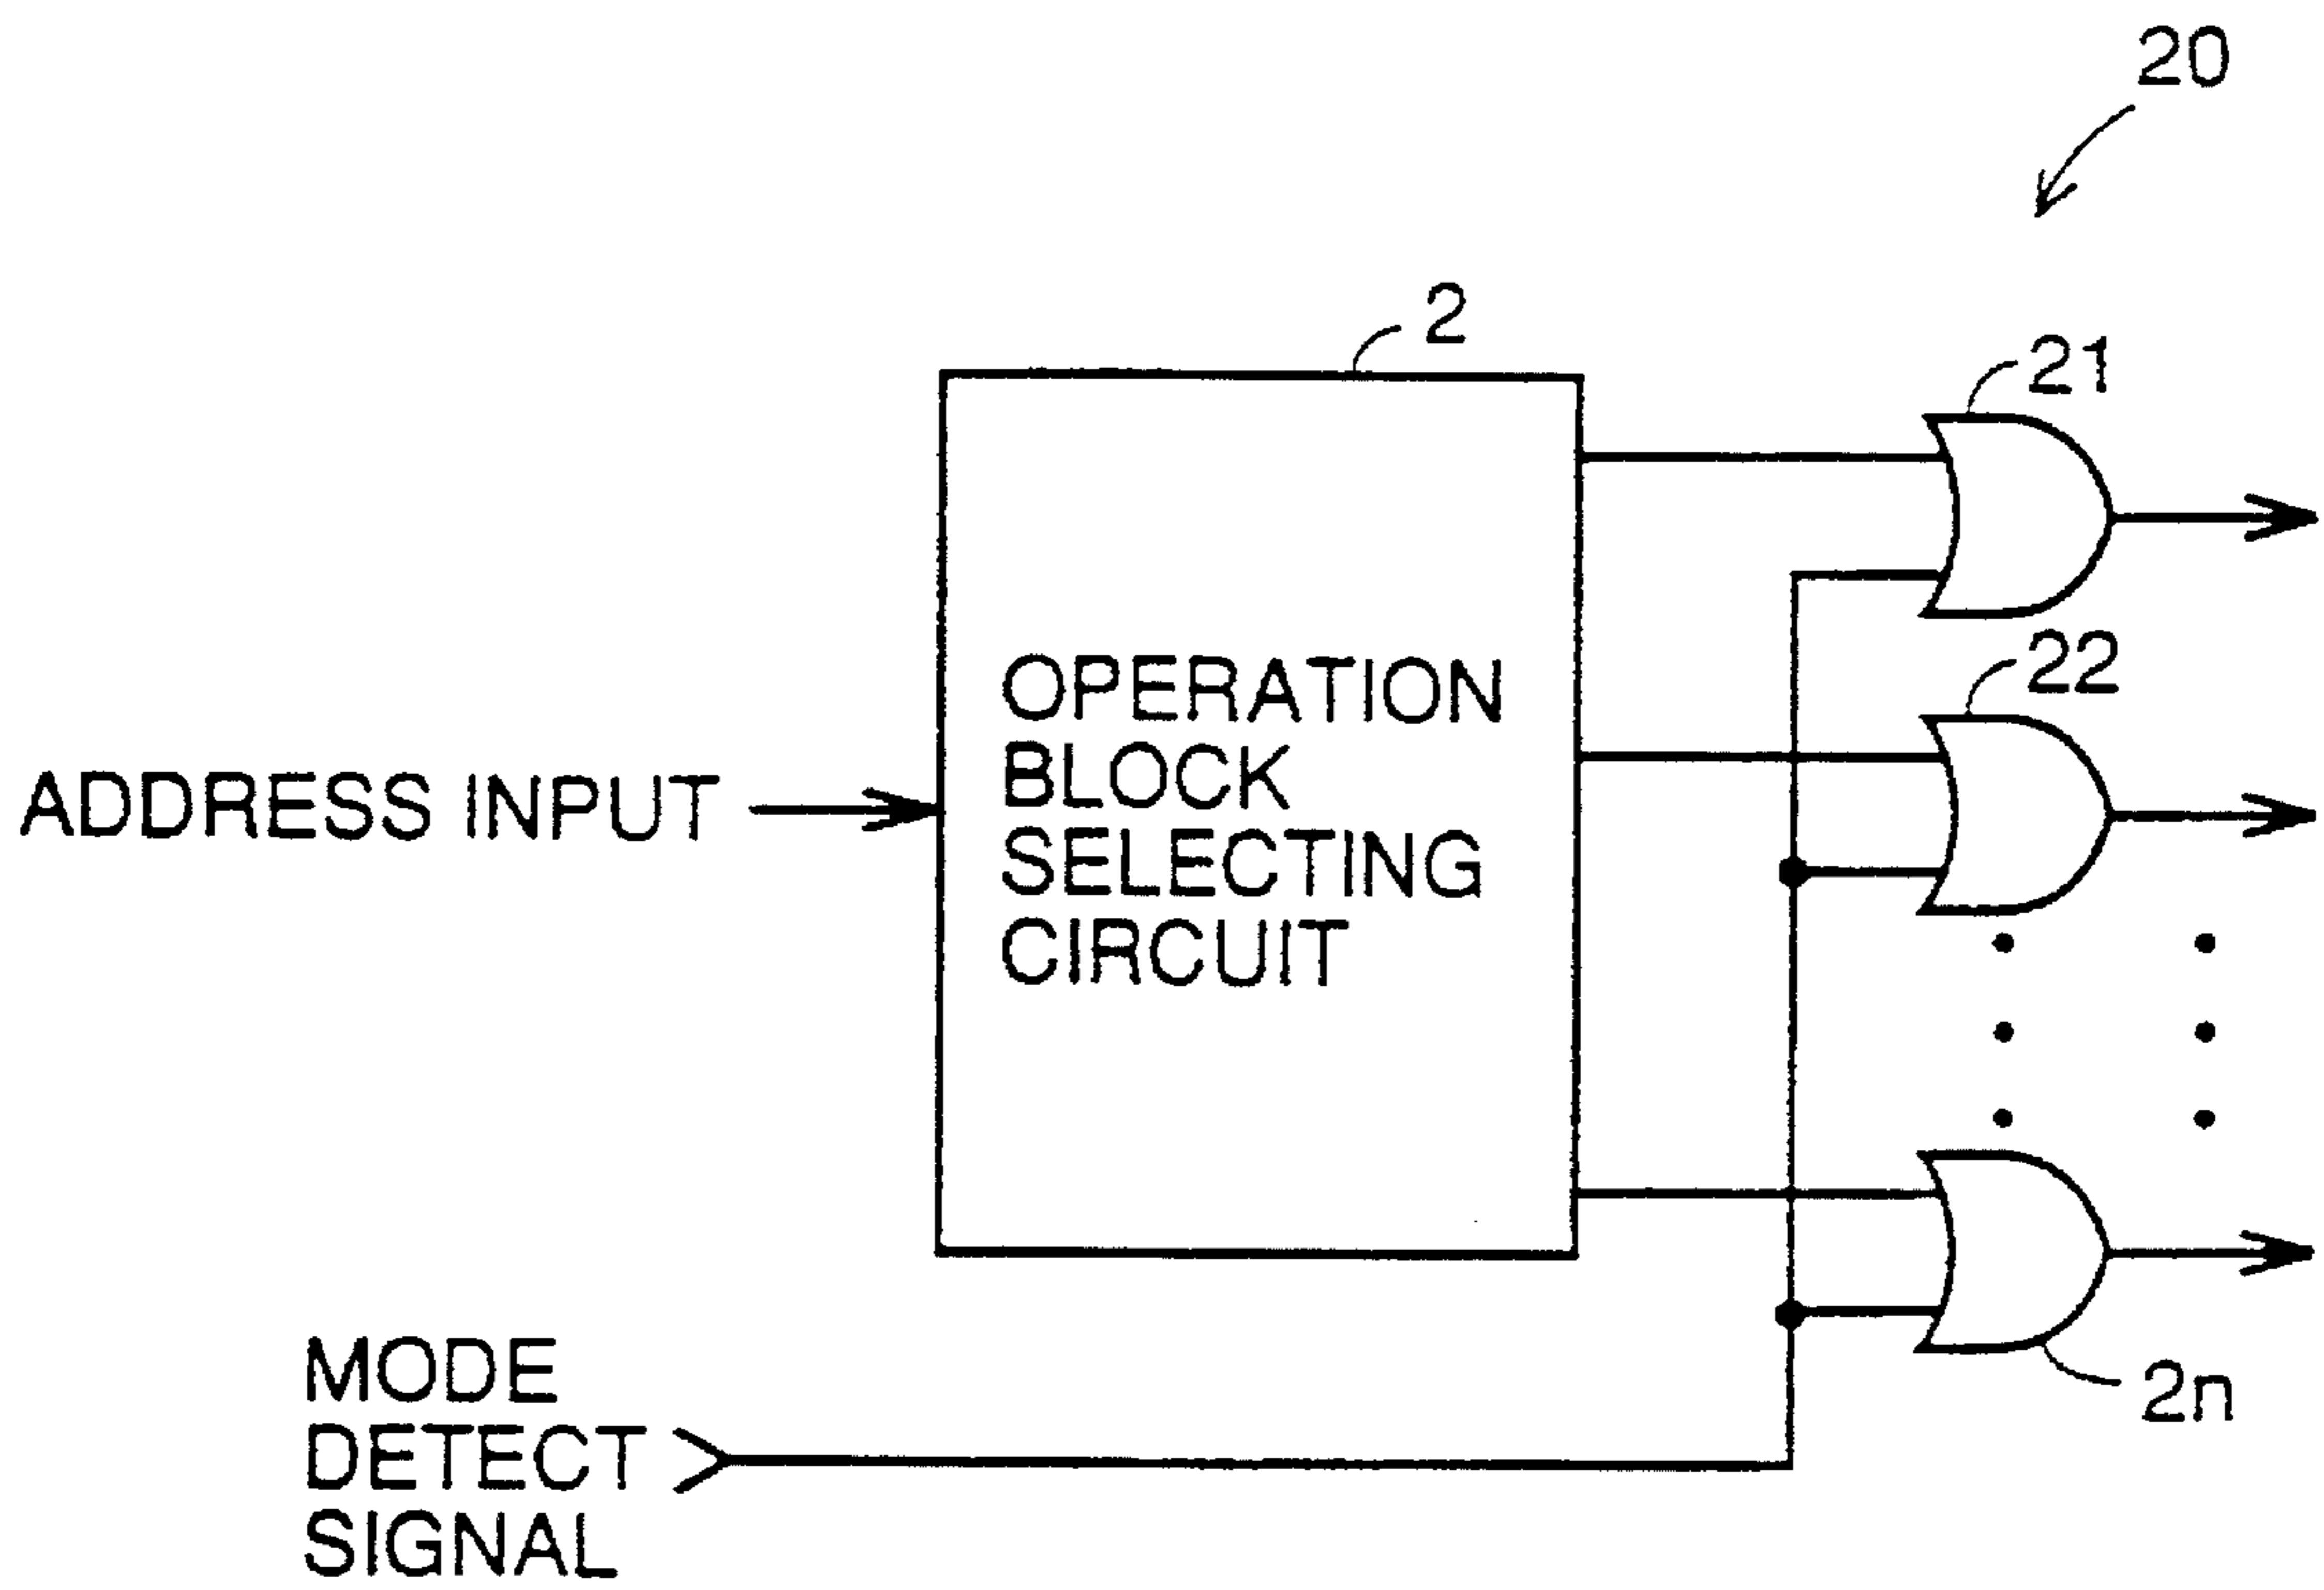 20
2
21
22
OPERATION
BLOCK
SELECTING
CIRCUIT
ADDRESS INPUT
MODE
DETECT
SIGNAL
2n